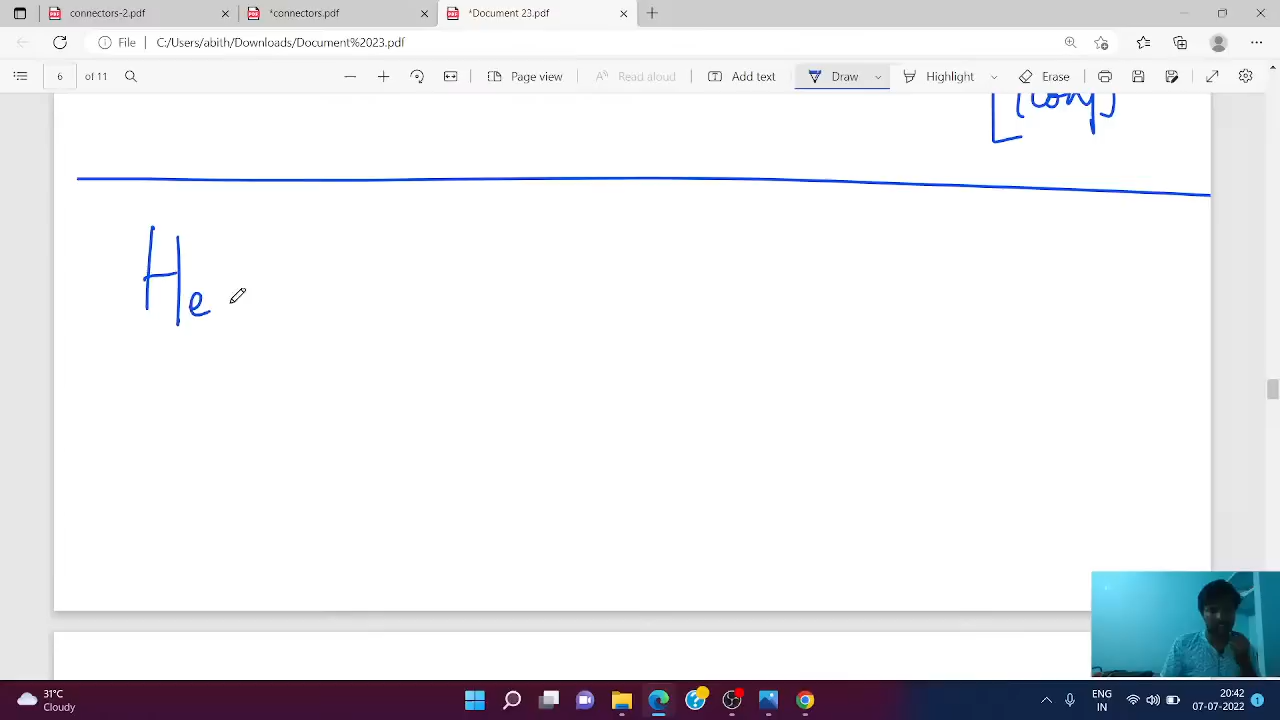 connectors-2.pdf *connectors.pdf *Document 23.pdf
File C:/Users/abith/Downloads/Document%2023.pdf
6 of 11 Page view Read aloud Add text Draw Highlight Erase
He
31°C ENG 20:42
Cloudy IN 07-07-2022 1